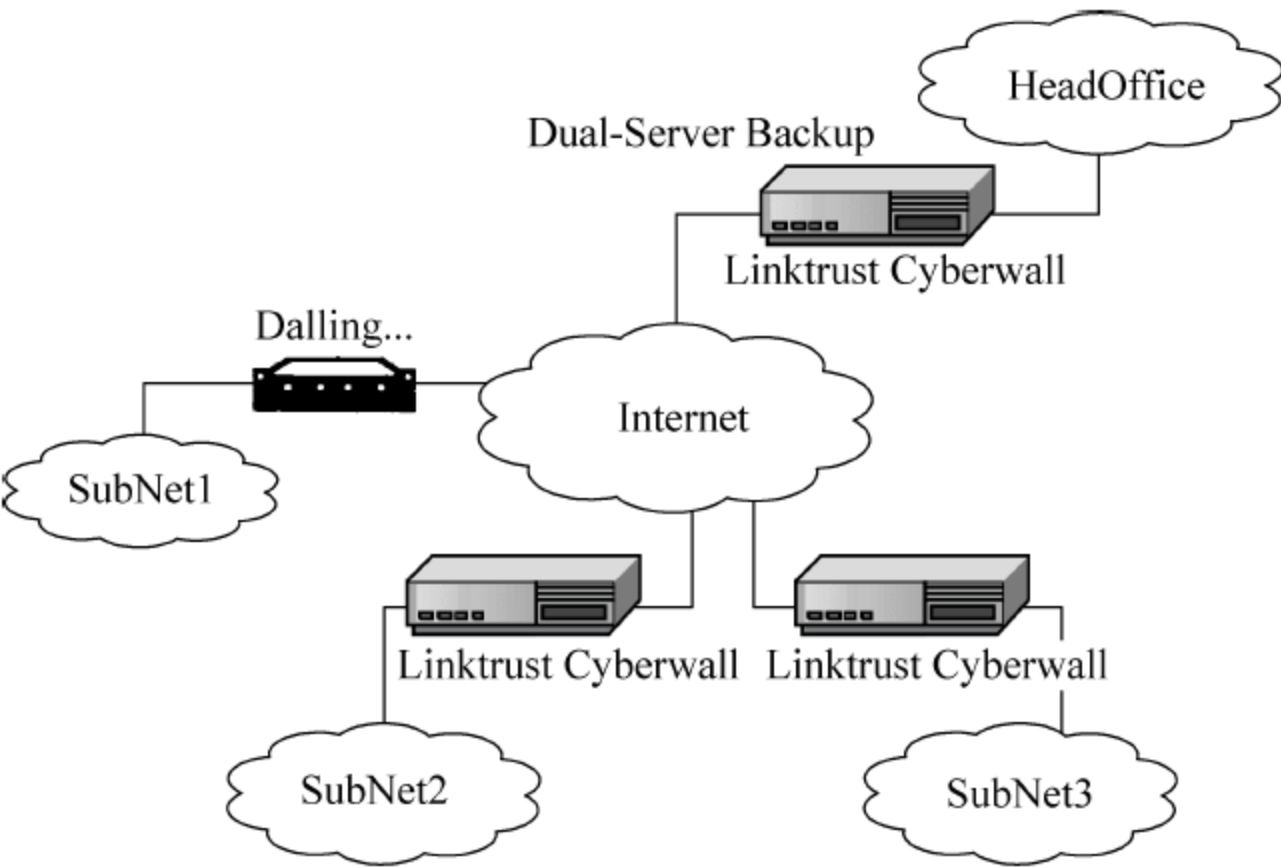 HeadOffice
Dual-Server Backup
Linktrust Cyberwall
Dalling...
Internet
SubNet1
Linktrust Cyberwall
Linktrust Cyberwall
SubNet2
SubNet3